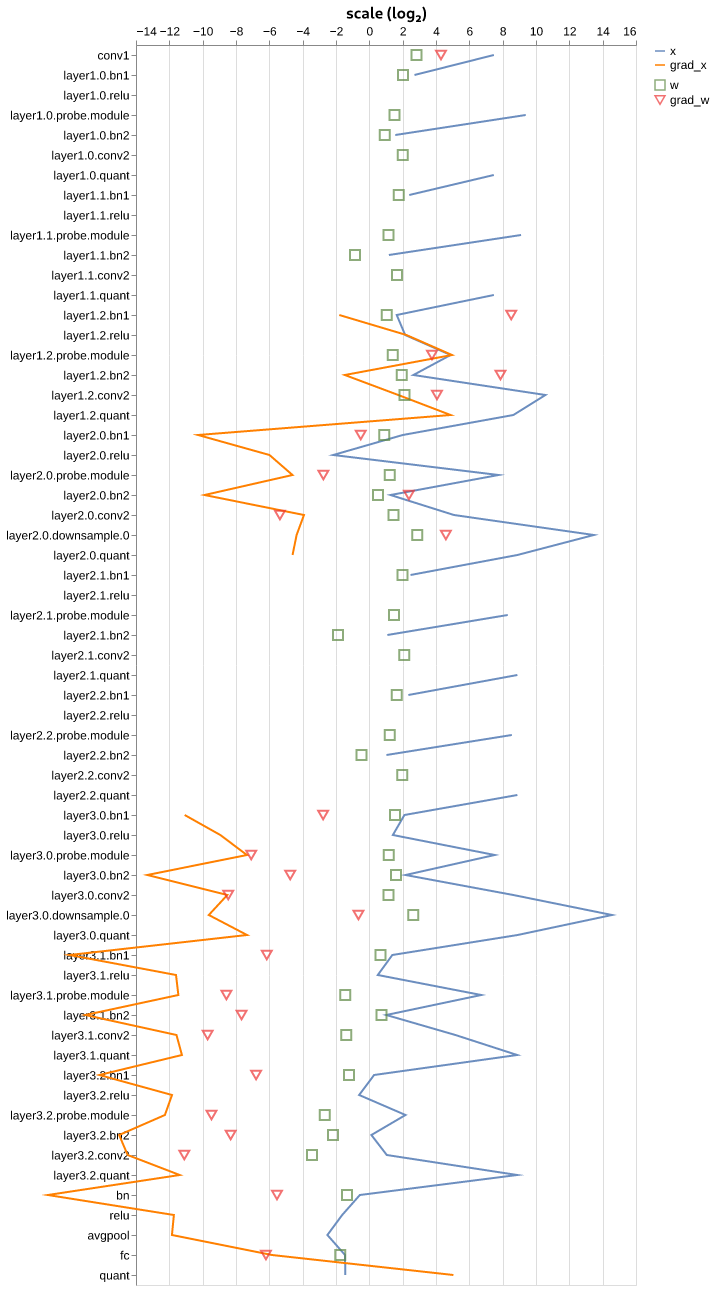 scale (log₂)
−14 −12 −10 −8 −6 −4 −2 0 2 4 6 8 10 12 14 16
x
grad_x
w
grad_w
conv1
layer1.0.bn1
layer1.0.relu
layer1.0.probe.module
layer1.0.bn2
layer1.0.conv2
layer1.0.quant
layer1.1.bn1
layer1.1.relu
layer1.1.probe.module
layer1.1.bn2
layer1.1.conv2
layer1.1.quant
layer1.2.bn1
layer1.2.relu
layer1.2.probe.module
layer1.2.bn2
layer1.2.conv2
layer1.2.quant
layer2.0.bn1
layer2.0.relu
layer2.0.probe.module
layer2.0.bn2
layer2.0.conv2
layer2.0.downsample.0
layer2.0.quant
layer2.1.bn1
layer2.1.relu
layer2.1.probe.module
layer2.1.bn2
layer2.1.conv2
layer2.1.quant
layer2.2.bn1
layer2.2.relu
layer2.2.probe.module
layer2.2.bn2
layer2.2.conv2
layer2.2.quant
layer3.0.bn1
layer3.0.relu
layer3.0.probe.module
layer3.0.bn2
layer3.0.conv2
layer3.0.downsample.0
layer3.0.quant
layer3.1.bn1
layer3.1.relu
layer3.1.probe.module
layer3.1.bn2
layer3.1.conv2
layer3.1.quant
layer3.2.bn1
layer3.2.relu
layer3.2.probe.module
layer3.2.bn2
layer3.2.conv2
layer3.2.quant
bn
relu
avgpool
fc
quant